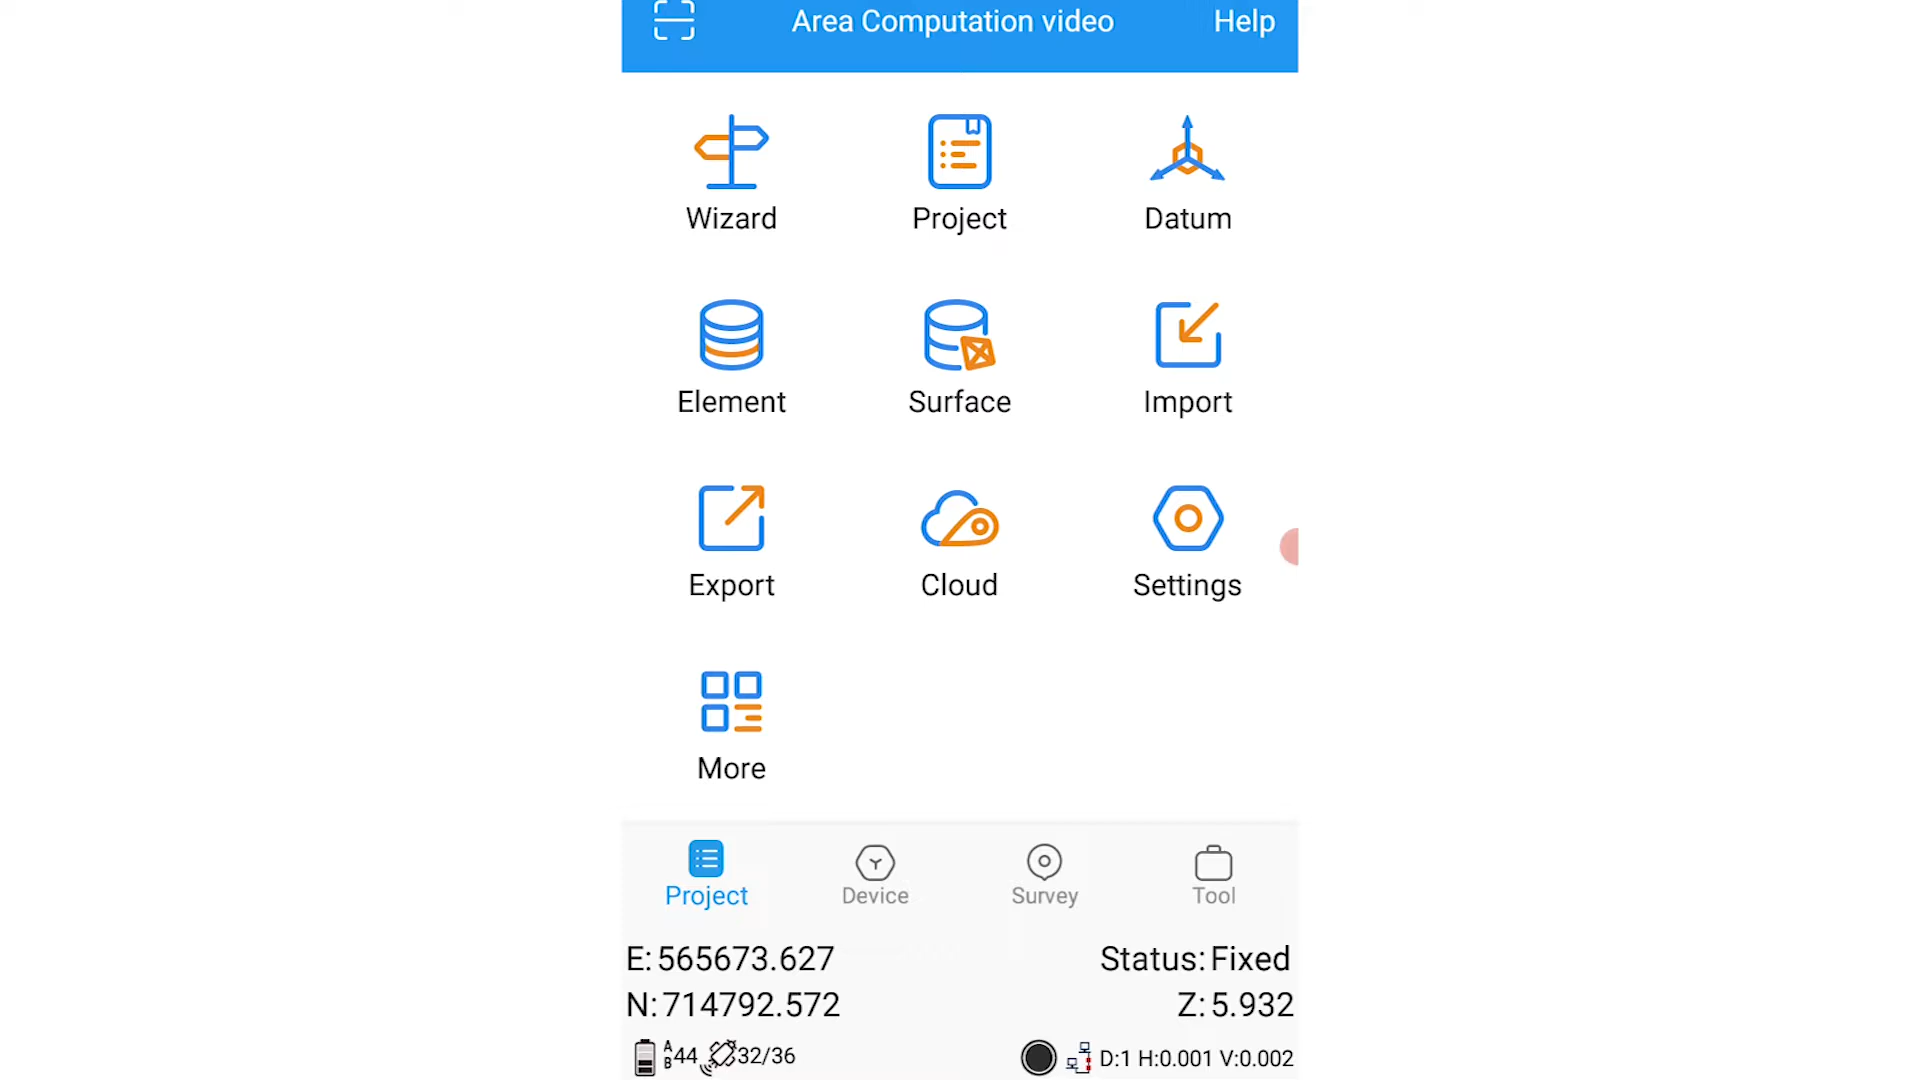 Area Computation video Help
Wizard Project Datum
Element Surface Import
Export Cloud Settings
More
Project Device Survey Tool
E: 565673.627 Status: Fixed
N: 714792.572 Z: 5.932
A B 44 32/36 D:1 H:0.001 V:0.002